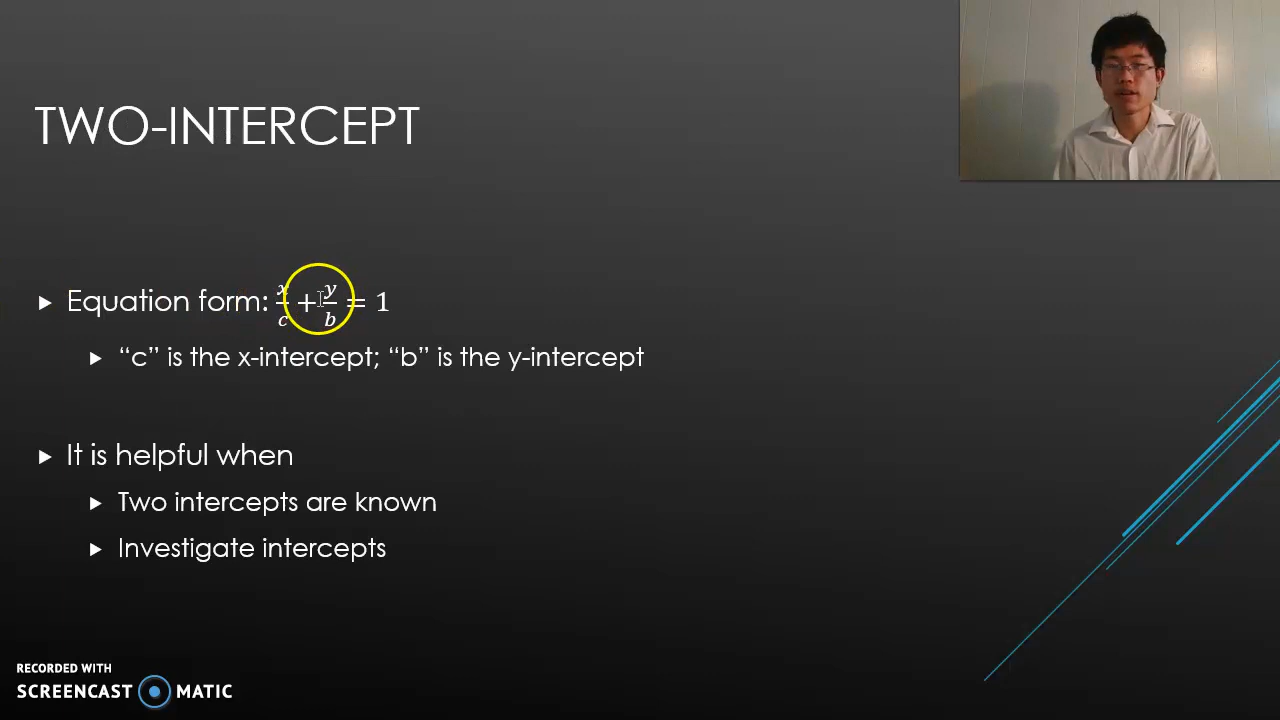 TWO-INTERCEPT
Equation form: x/c + y/b = 1
“c” is the x-intercept; “b” is the y-intercept
It is helpful when
Two intercepts are known
Investigate intercepts
RECORDED WITH
SCREENCAST MATIC